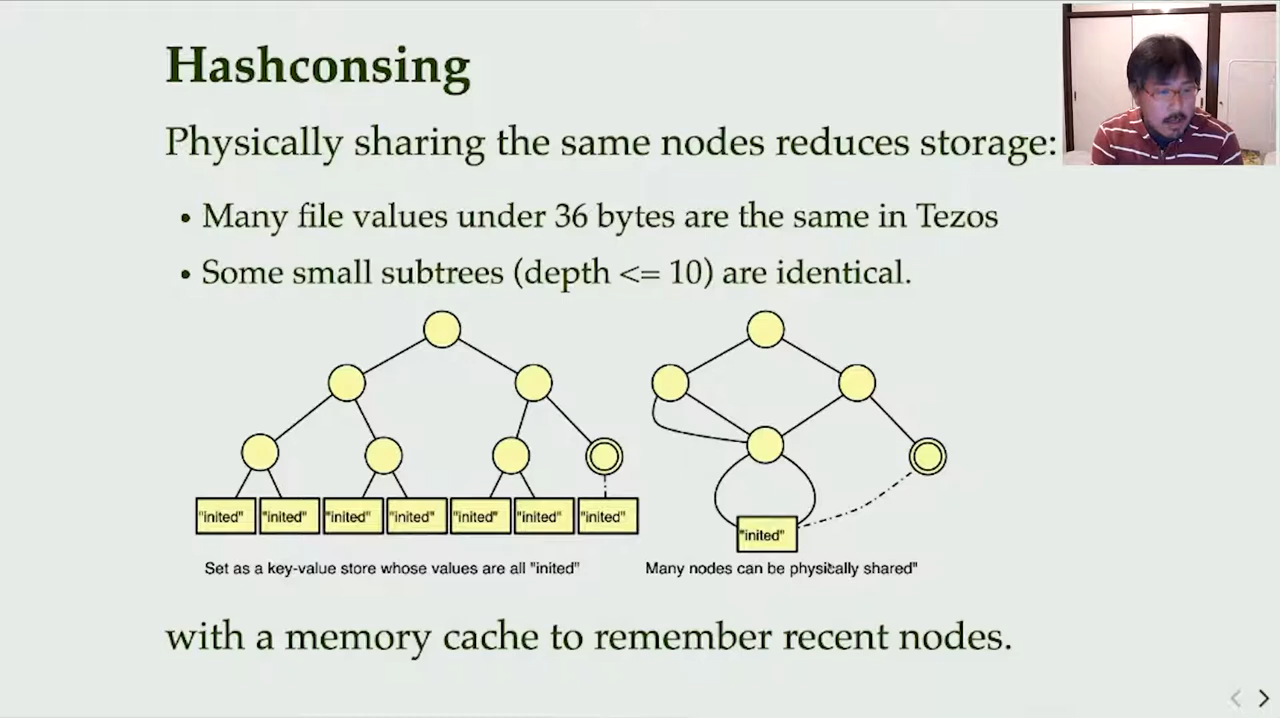 Hashconsing
Physically sharing the same nodes reduces storage:
• Many file values under 36 bytes are the same in Tezos
• Some small subtrees (depth <= 10) are identical.
"inited" "inited" "inited" "inited" "inited" "inited" "inited"
"inited"
Set as a key-value store whose values are all "inited"
Many nodes can be physically shared"
with a memory cache to remember recent nodes.